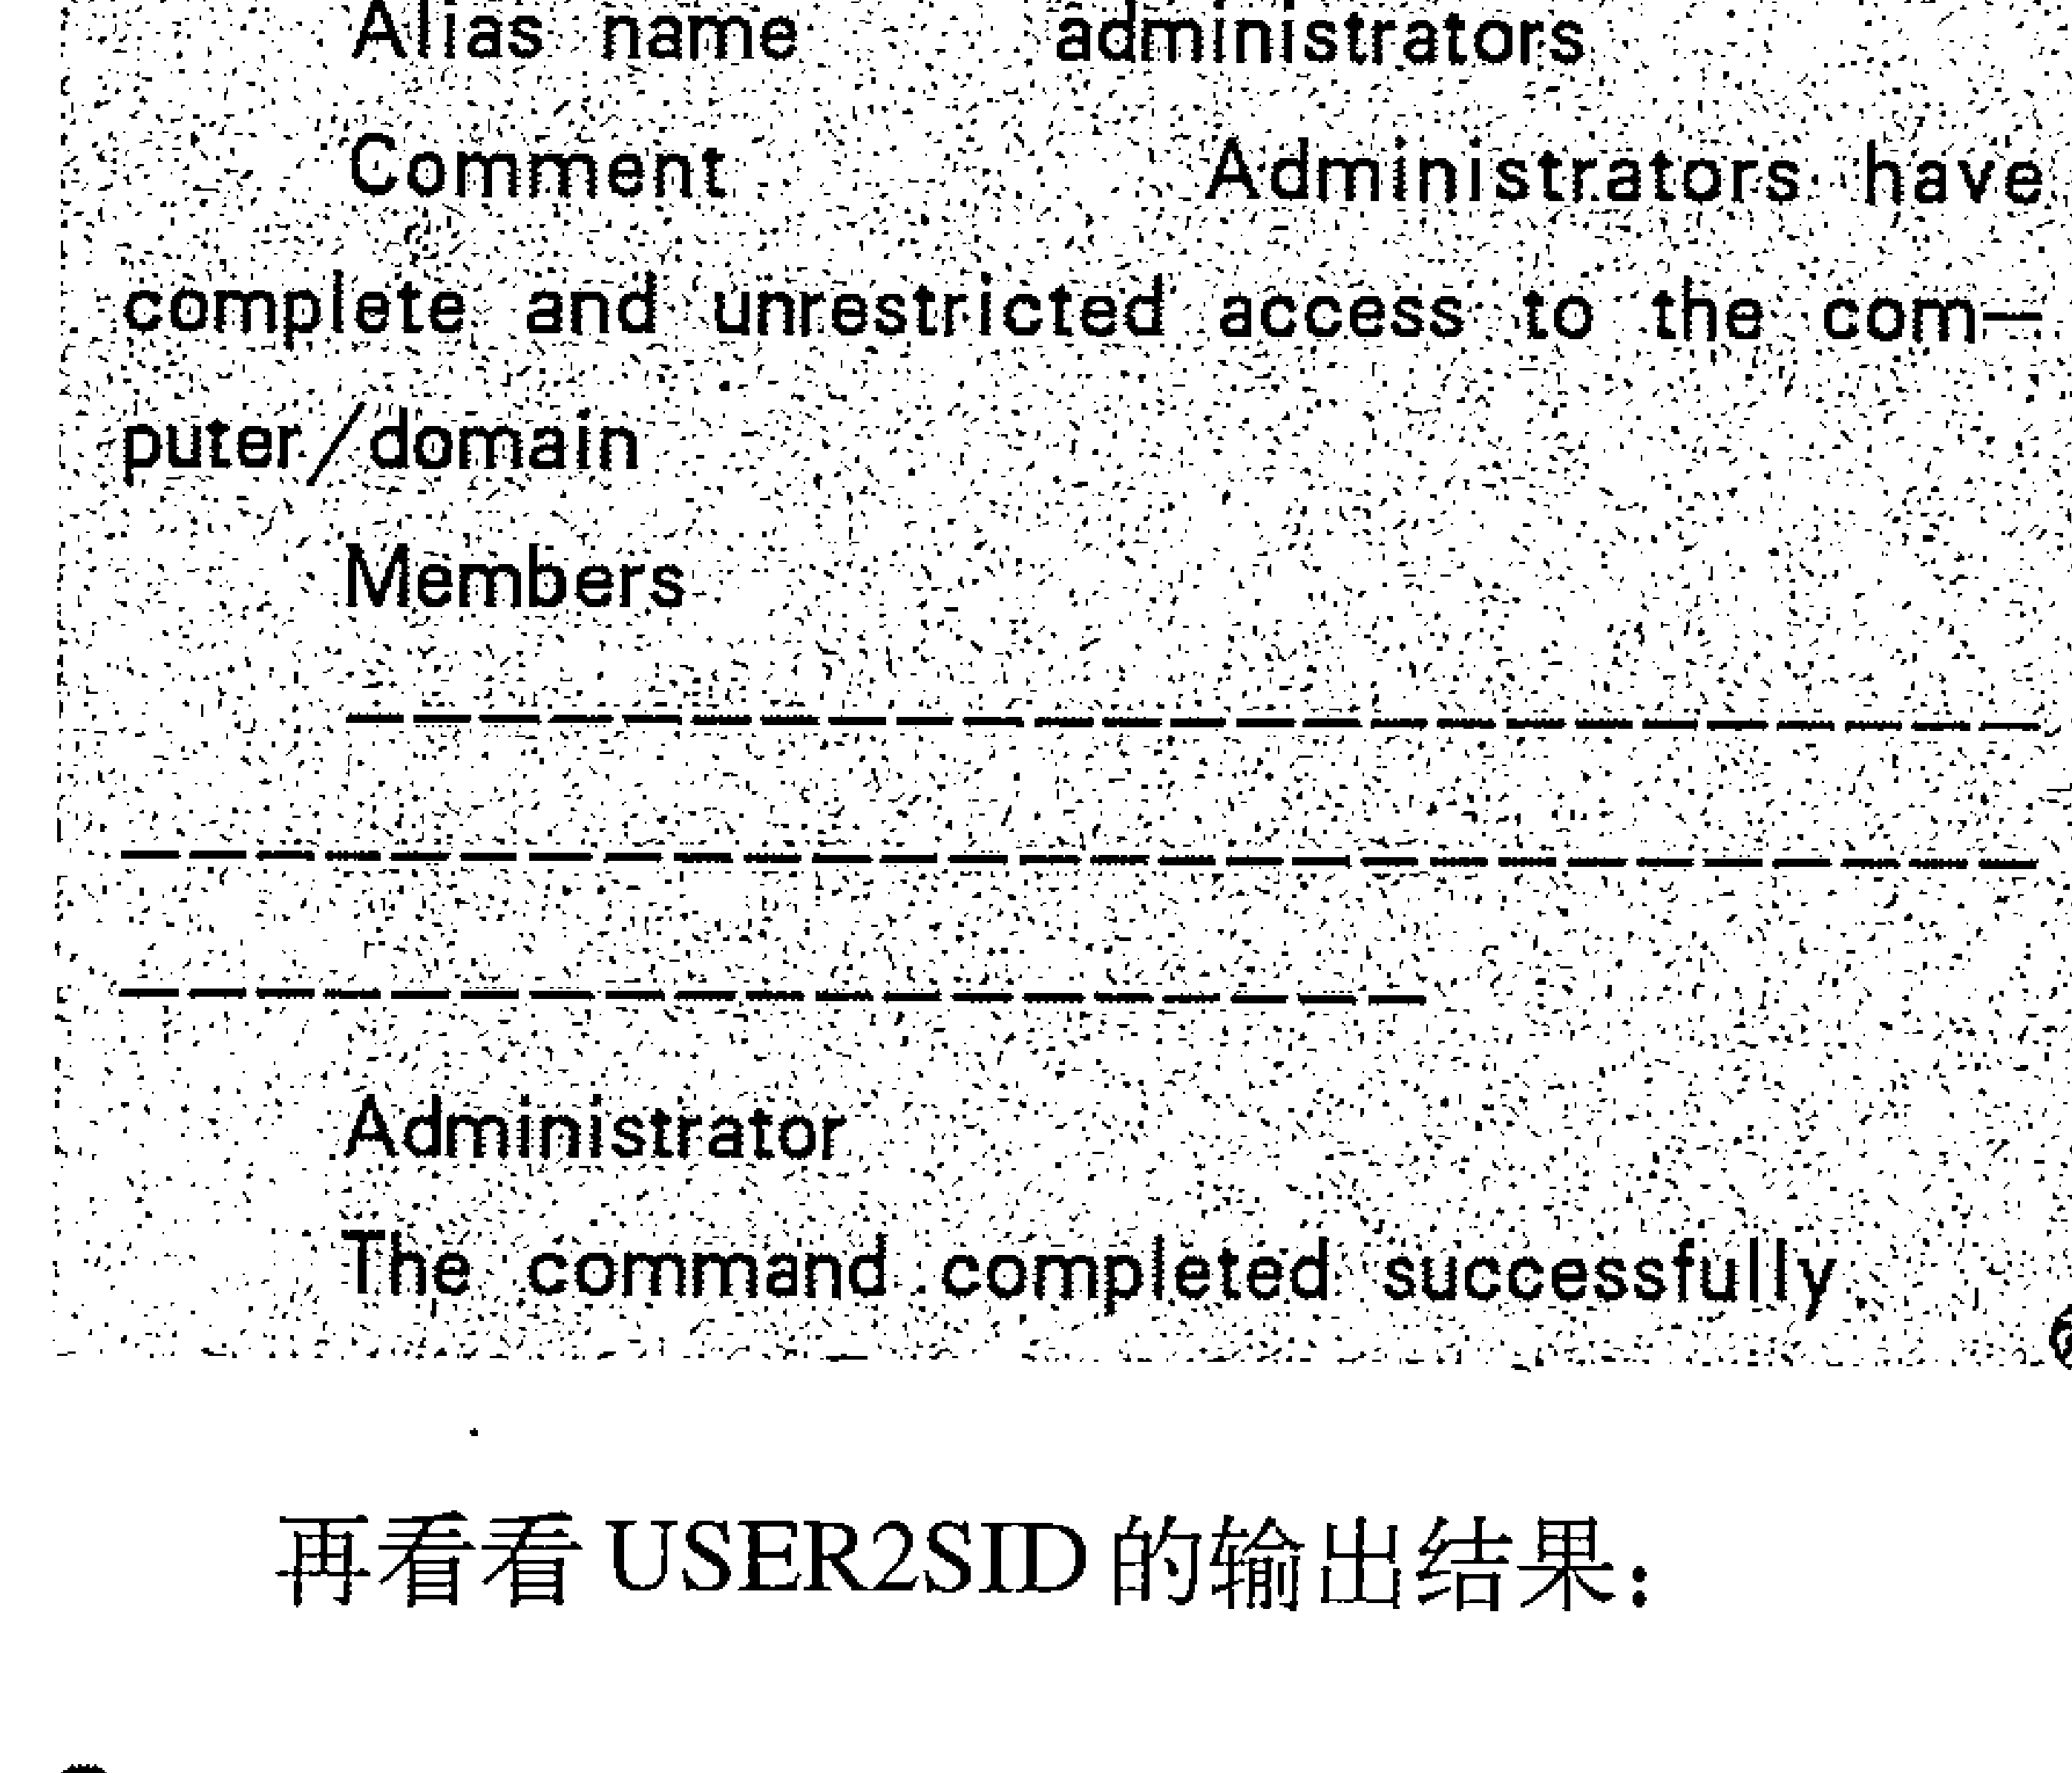 Alias name administrators
Comment Administrators have
complete and unrestricted access to the com—
puter/domain
Members
— — — — — — — — — — — — — — — — — — — — — — — — —
— — — — — — — — — — — — — — — — — — — — — — — — — — — —
— — — — — — — — — — — — — — — — — — —
Administrator
The command completed successfully.
再看看 USER2SID 的输出结果：